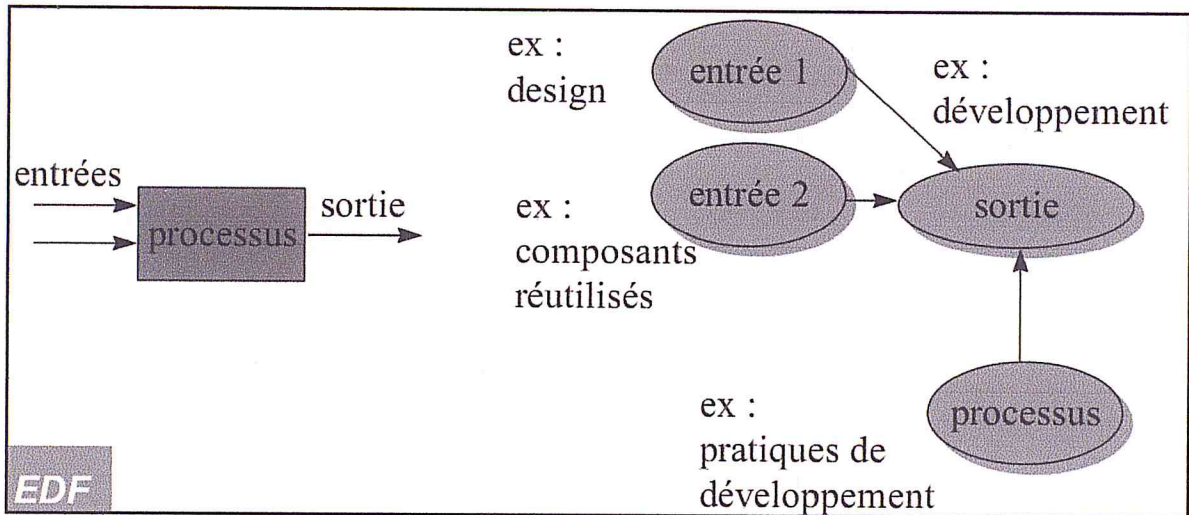 entrées
processus
sortie
ex :
design
entrée 1
ex :
développement
entrée 2
ex :
composants
réutilisés
sortie
processus
ex :
pratiques de
développement
EDF